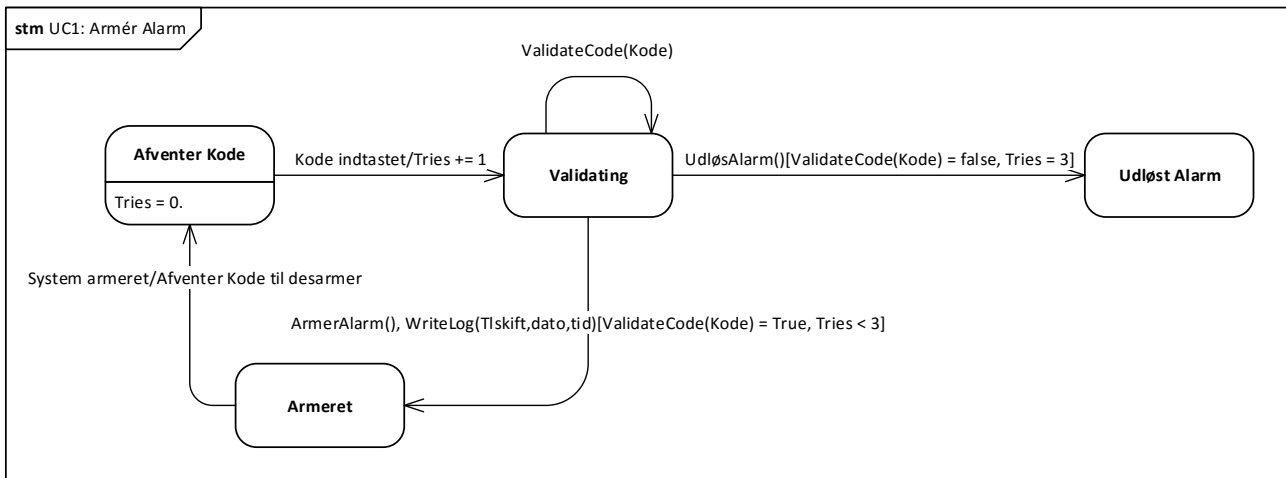 stm UC1: Armér Alarm
ValidateCode(Kode)
Afventer Kode
Tries = 0.
Kode indtastet/Tries += 1
Validating
UdløsAlarm()[ValidateCode(Kode) = false, Tries = 3]
Udløst Alarm
System armeret/Afventer Kode til desarmer
ArmerAlarm(), WriteLog(Tlskift,dato,tid)[ValidateCode(Kode) = True, Tries < 3]
Armeret